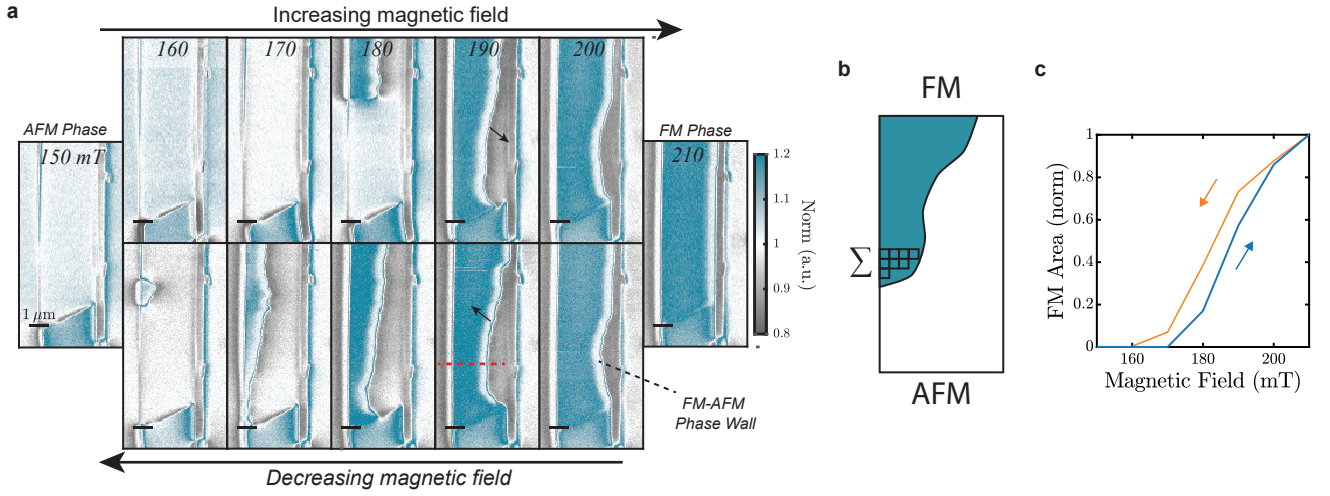 a
Increasing magnetic field
160
170
180
190
200
AFM Phase
150 mT
1 μm
FM Phase
210
1.2
1.1
1
0.9
0.8
Norm (a.u.)
FM-AFM
Phase Wall
Decreasing magnetic field
b
FM
Σ
AFM
c
1
0.8
0.6
0.4
0.2
0
FM Area (norm)
160
180
200
Magnetic Field (mT)